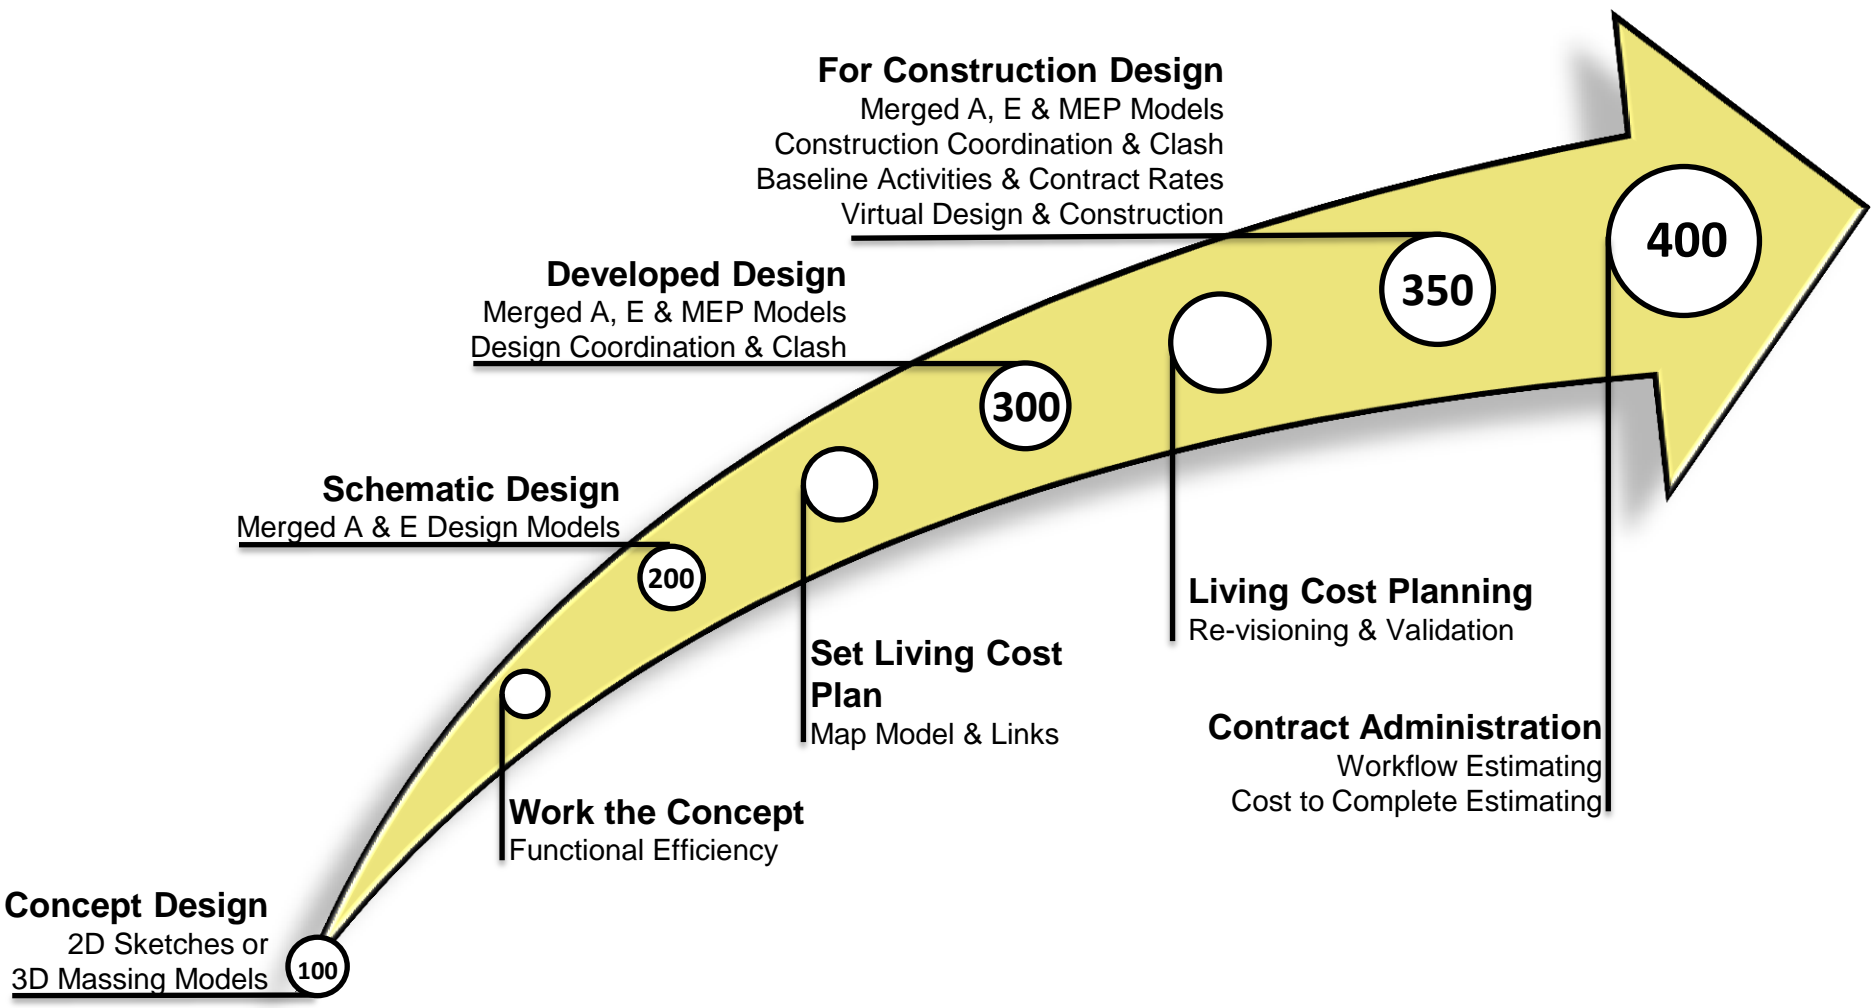 For Construction Design
Merged A, E & MEP Models
Construction Coordination & Clash
Baseline Activities & Contract Rates
Virtual Design & Construction
400
350
Developed Design
Merged A, E & MEP Models
Design Coordination & Clash
300
Schematic Design
Merged A & E Design Models
200
Living Cost Planning
Re-visioning & Validation
Set Living Cost
Plan
Map Model & Links
Contract Administration
Workflow Estimating
Cost to Complete Estimating
Work the Concept
Functional Efficiency
Concept Design
2D Sketches or
3D Massing Models
100